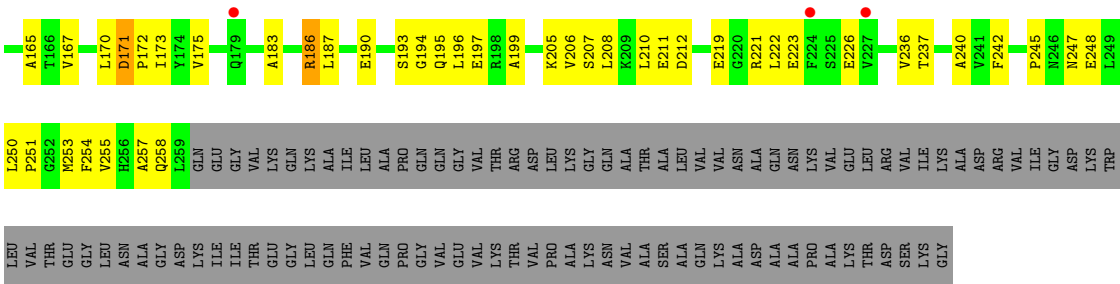 A165 T166 V167 L170 D171 P172 I173 Y174 V175 Q179 A183 R186 L187 E190 S193 G194 Q195 L196 E197 R198 A199 K205 V206 S207 L208 K209 L210 E211 D212 E219 G220 R221 L222 E223 F224 S225 E226 V227 V236 T237 A240 V241 F242 P245 N246 N247 E248 L249
L250 P251 G252 M253 F254 V255 H256 A257 Q258 L259 GLN GLU GLY VAL LYS GLN LYS ALA ILE LEU ALA PRO GLN GLN GLY VAL THR ARG ASP LEU LYS GLY GLN ALA THR ALA LEU VAL VAL ASN ALA GLN ASN LYS VAL GLU LEU ARG VAL ILE LYS ALA ASP ARG VAL ILE GLY ASP LYS TRP
LEU VAL THR GLU GLY LEU ASN ALA GLY ASP LYS ILE ILE THR GLU GLY LEU GLN PHE VAL GLN PRO GLY VAL GLU VAL LYS THR VAL PRO ALA LYS ASN VAL ALA SER ALA GLN LYS ALA ASP ALA ALA PRO ALA LYS THR ASP SER LYS GLY